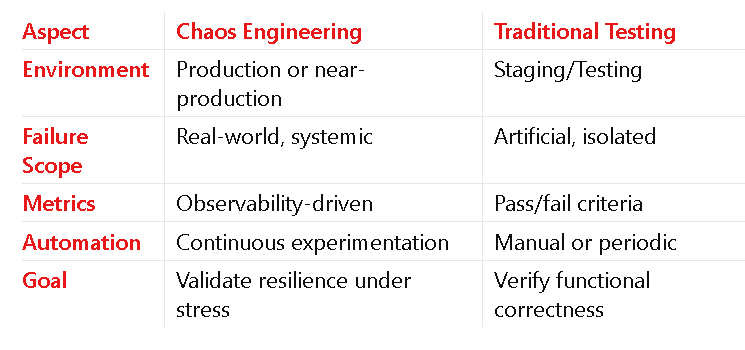 Aspect Chaos Engineering Traditional Testing
Environment Production or near-production Staging/Testing
Failure Scope Real-world, systemic Artificial, isolated
Metrics Observability-driven Pass/fail criteria
Automation Continuous experimentation Manual or periodic
Goal Validate resilience under stress Verify functional correctness